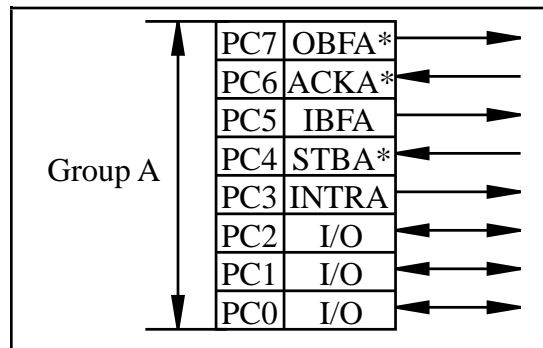 PC7 OBFA*
PC6 ACKA*
PC5 IBFA
PC4 STBA*
Group A
PC3 INTRA
PC2 I/O
PC1 I/O
PC0 I/O